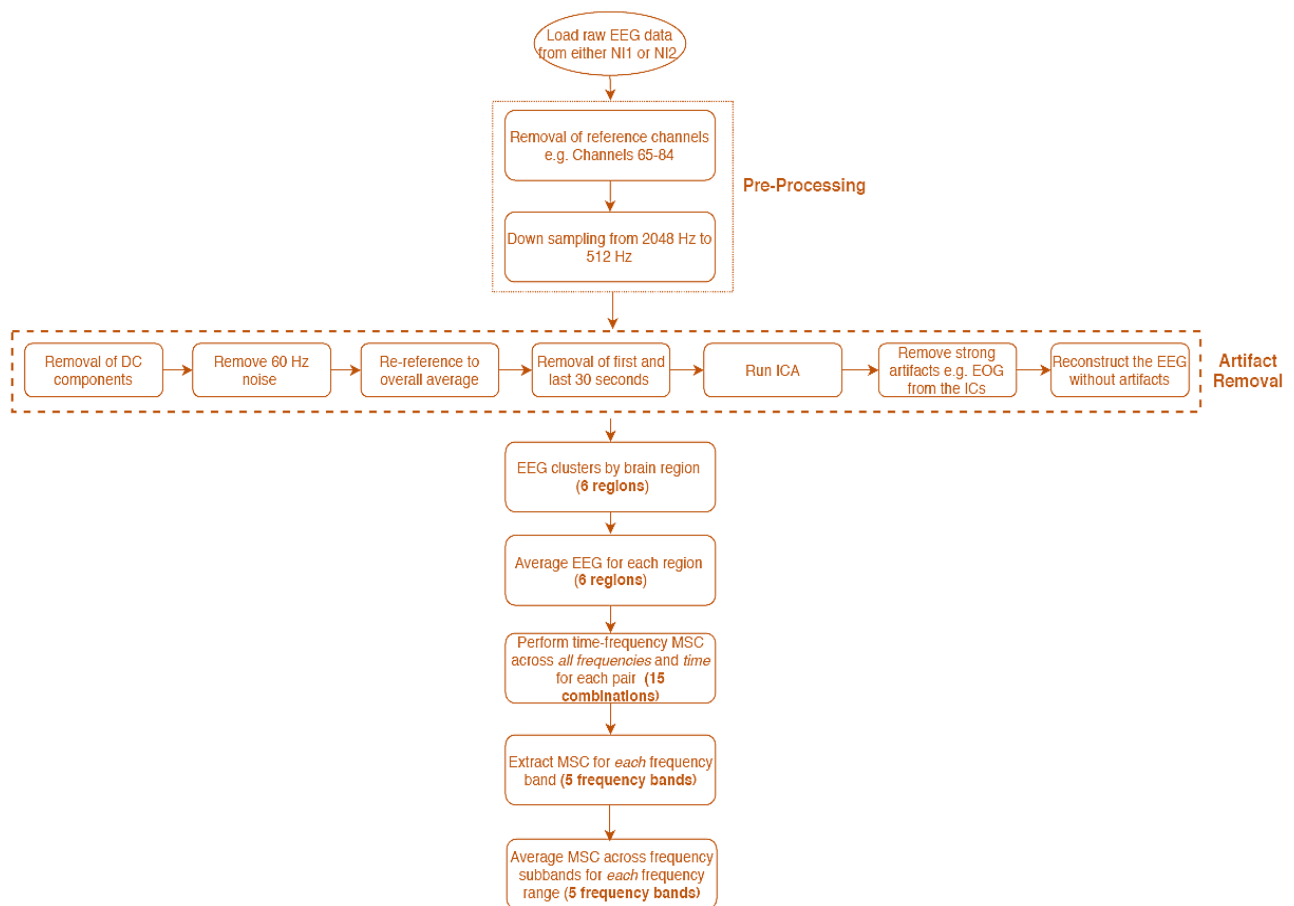 Load raw EEG data
from either NI1 or NI2
Removal of reference channels
e.g. Channels 65-84
Pre-Processing
Down sampling from 2048 Hz to
512 Hz
Removal of DC
components
Remove 60 Hz
noise
Re-reference to
overall average
Removal of first and
last 30 seconds
Run ICA
Remove strong
artifacts e.g. EOG
from the ICs
Reconstruct the EEG
without artifacts
Artifact
Removal
EEG clusters by brain region
(6 regions)
Average EEG for each region
(6 regions)
Perform time-frequency MSC
across all frequencies and time
for each pair (15
combinations)
Extract MSC for each frequency
band (5 frequency bands)
Average MSC across frequency
subbands for each frequency
range (5 frequency bands)